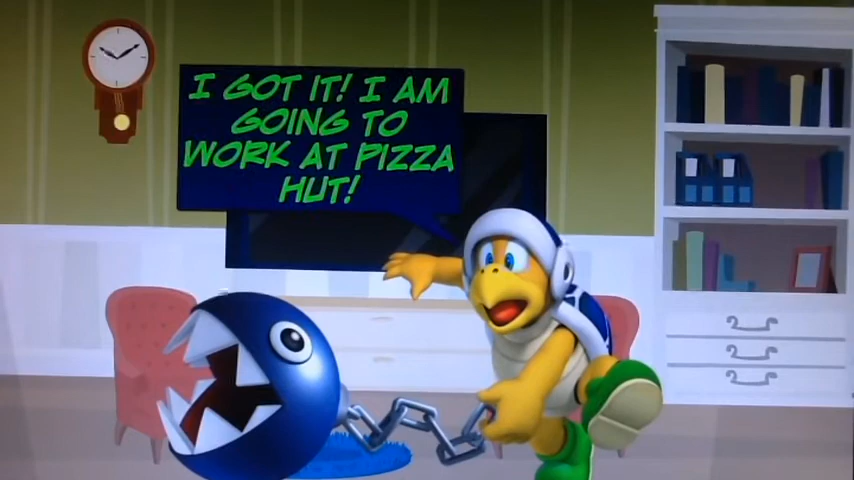 I GOT IT! I AM
GOING TO
WORK AT PIZZA
HUT!